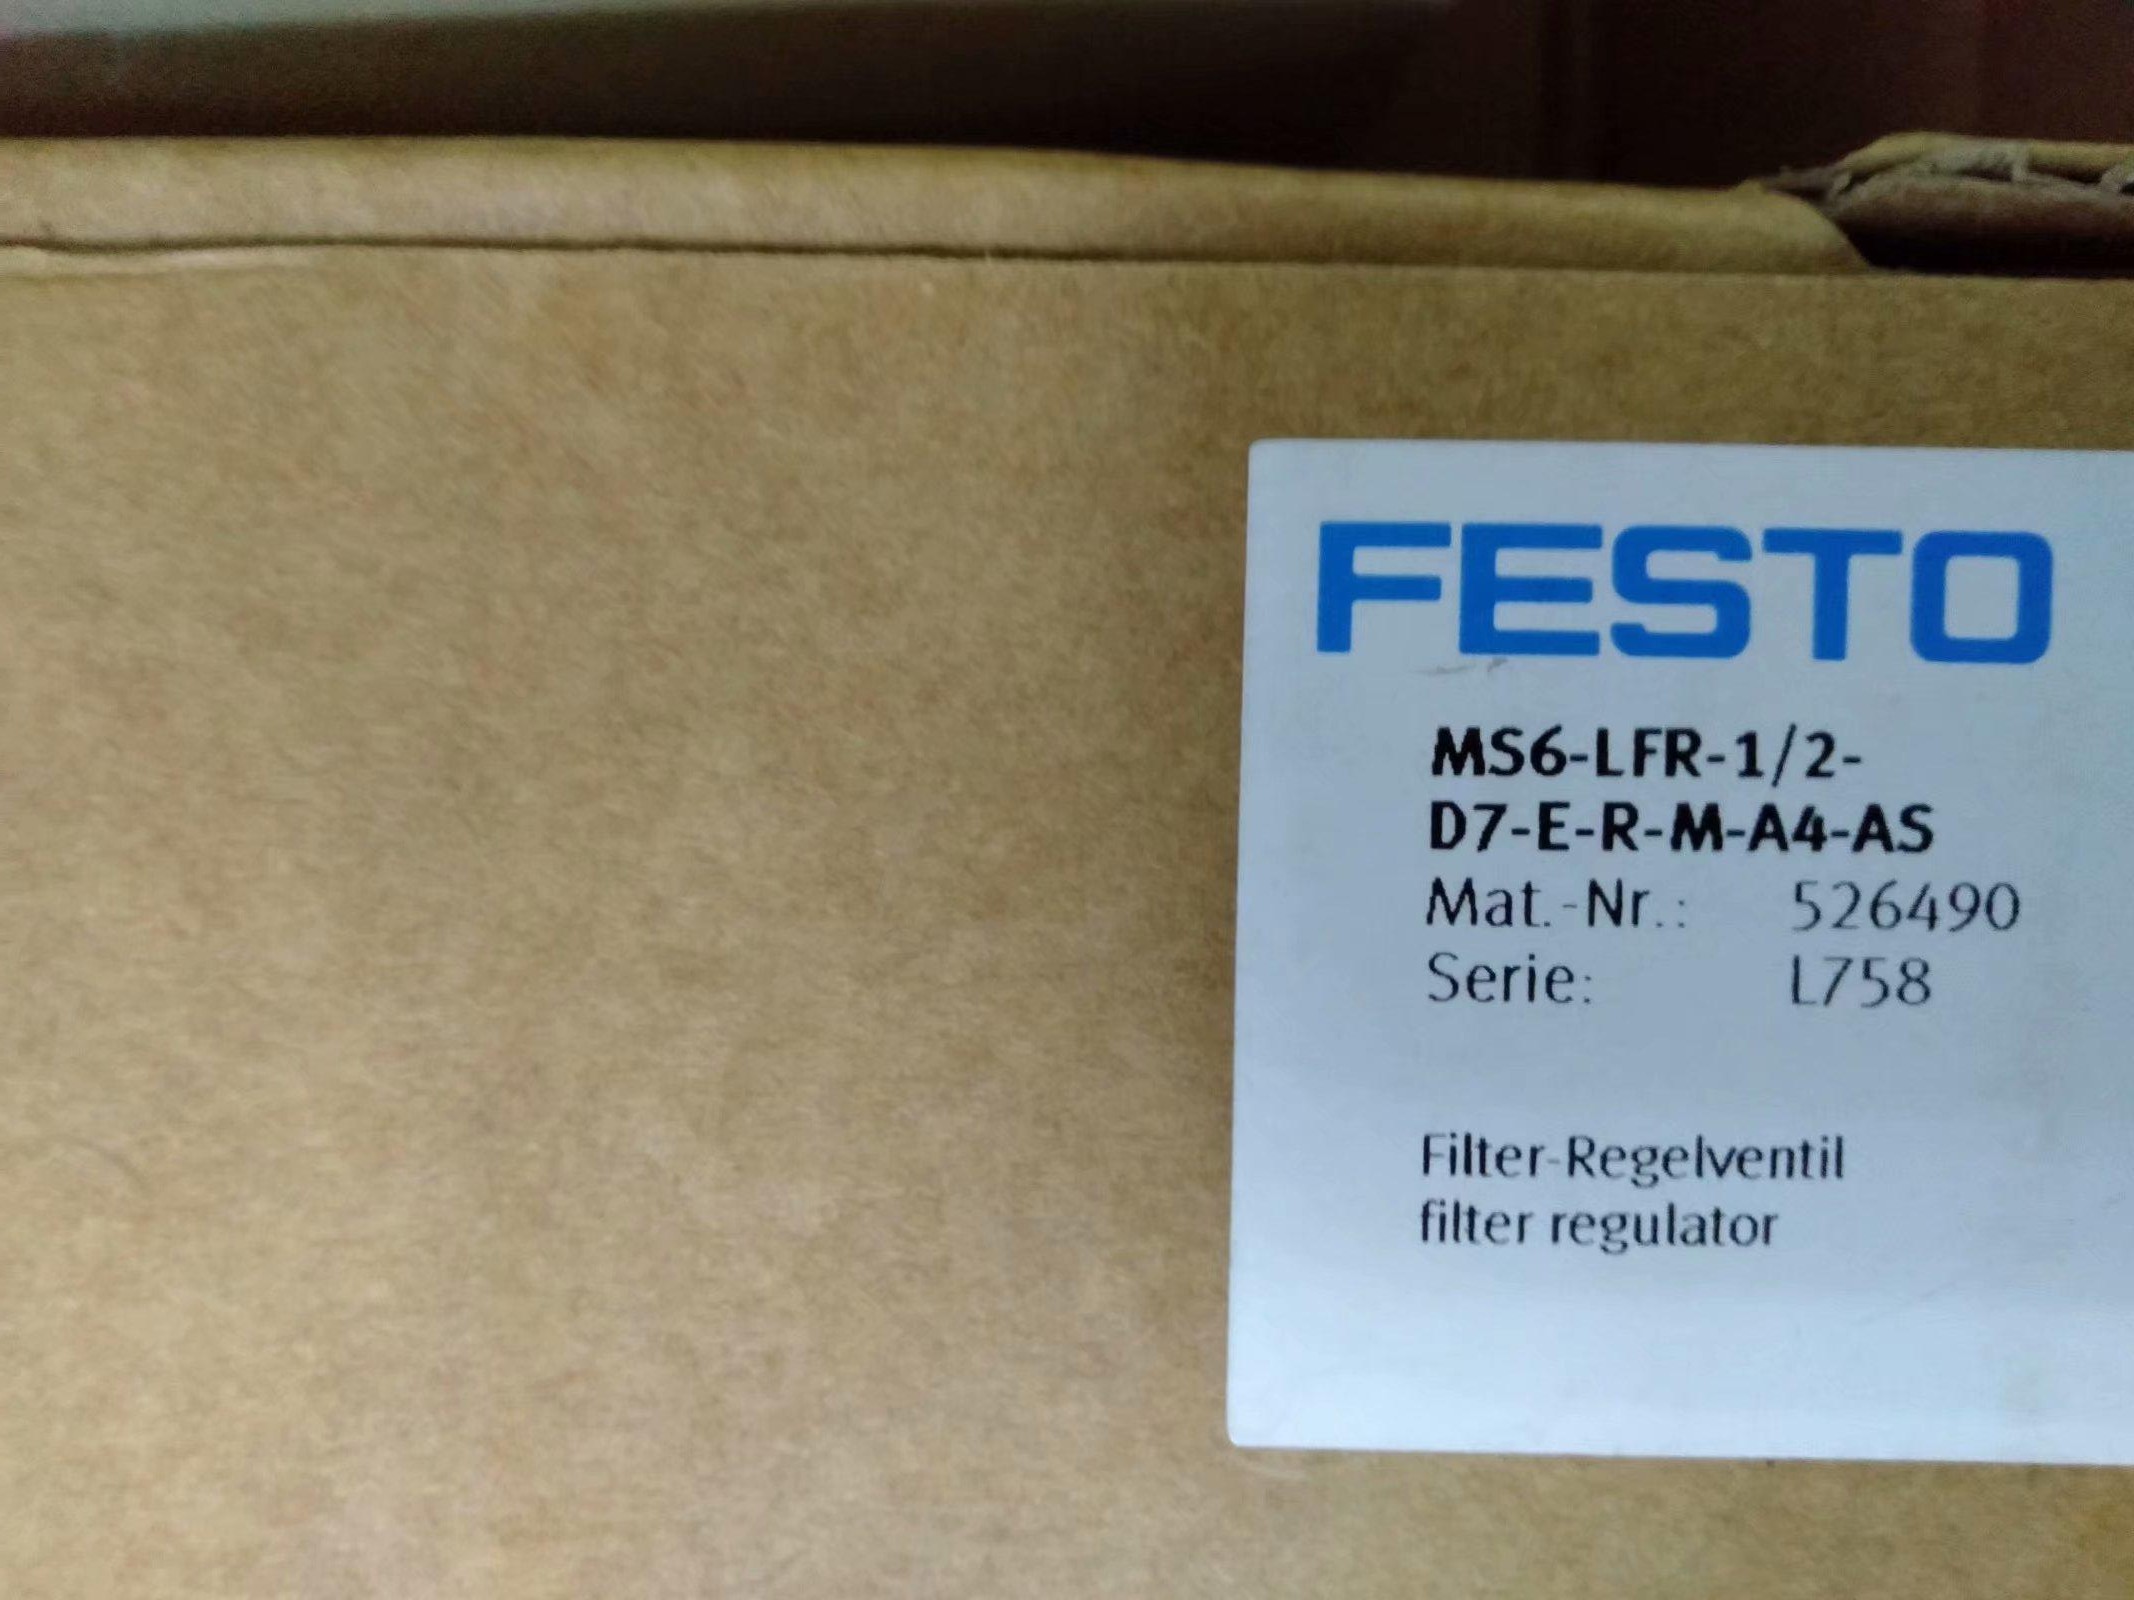 FESTO
MS6-LFR-1/2-
D7-E-R-M-A4-AS
Mat.-Nr.: 526490
Serie: L758
Filter-Regelventil
filter regulator